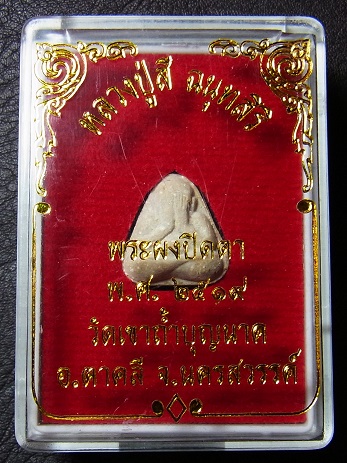 หลวงปู่สี ฉนฺทสิริ
พระผงปิดตา
พ.ศ. ๒๕๑๙
วัดเขาถ้ำบุญนาค
อ.ตาคลี จ.นครสวรรค์